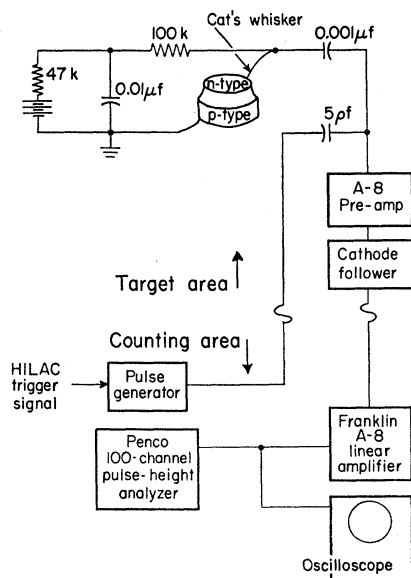 Cat's whisker
100 k
0.001μf
47 k
0.01μf
n-type
p-type
5ρf
A-8
Pre-amp
Cathode
follower
Target area
Counting area
HILAC
trigger
signal
Pulse
generator
Franklin
A-8
linear
amplifier
Penco
100-channel
pulse-height
analyzer
Oscilloscope